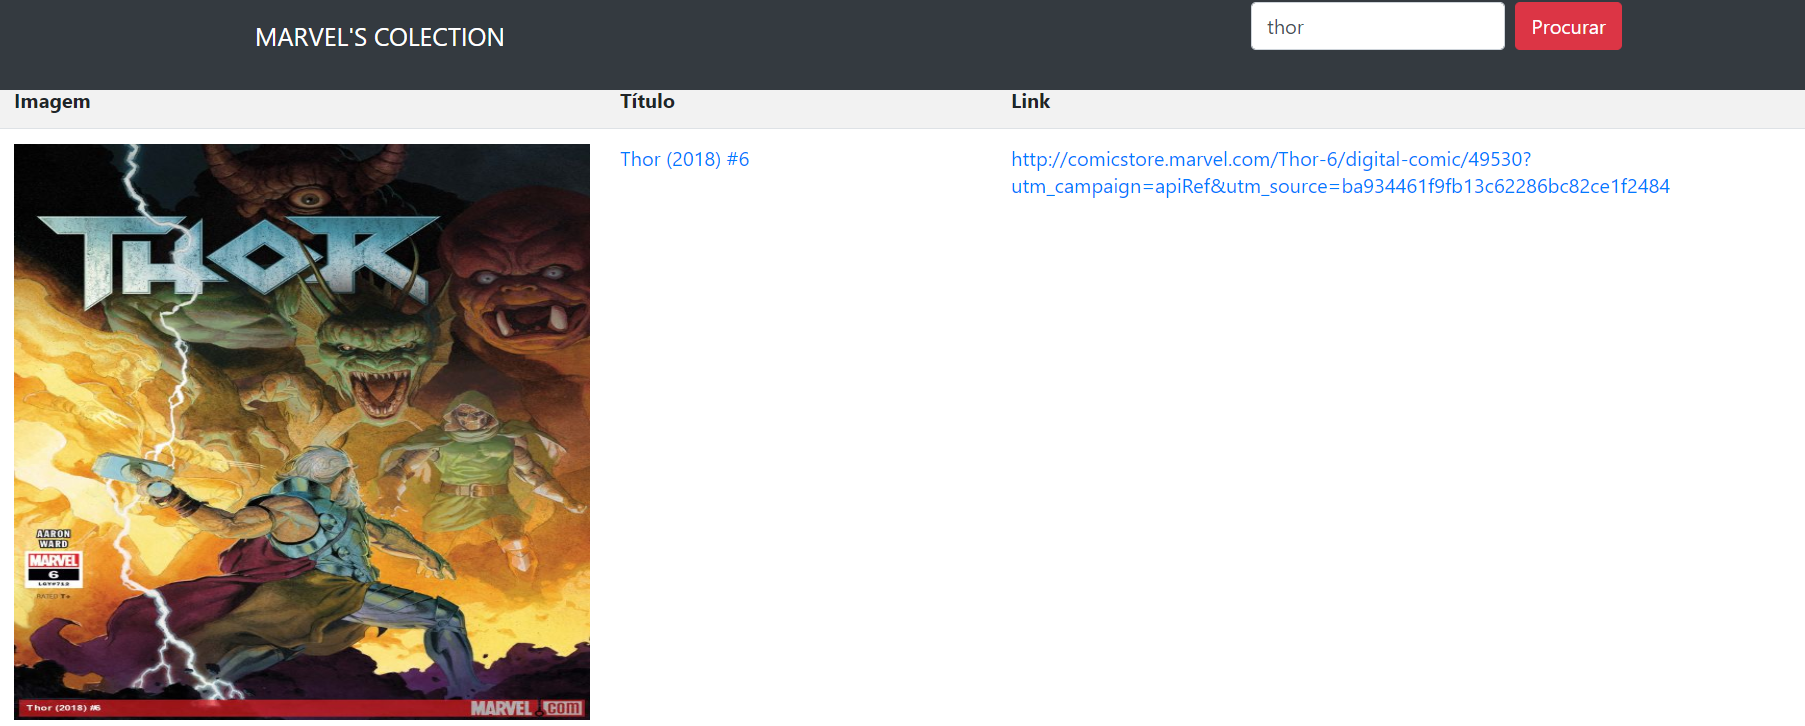 MARVEL'S COLECTION
thor
Procurar
Imagem
Título
Link
Thor (2018) #6
http://comicstore.marvel.com/Thor-6/digital-comic/49530?
utm_campaign=apiRef&utm_source=ba934461f9fb13c62286bc82ce1f2484
THOR
AARON
WARD
MARVEL
6
LGY#712
RATED T+
Thor (2018) #6
MARVEL.com